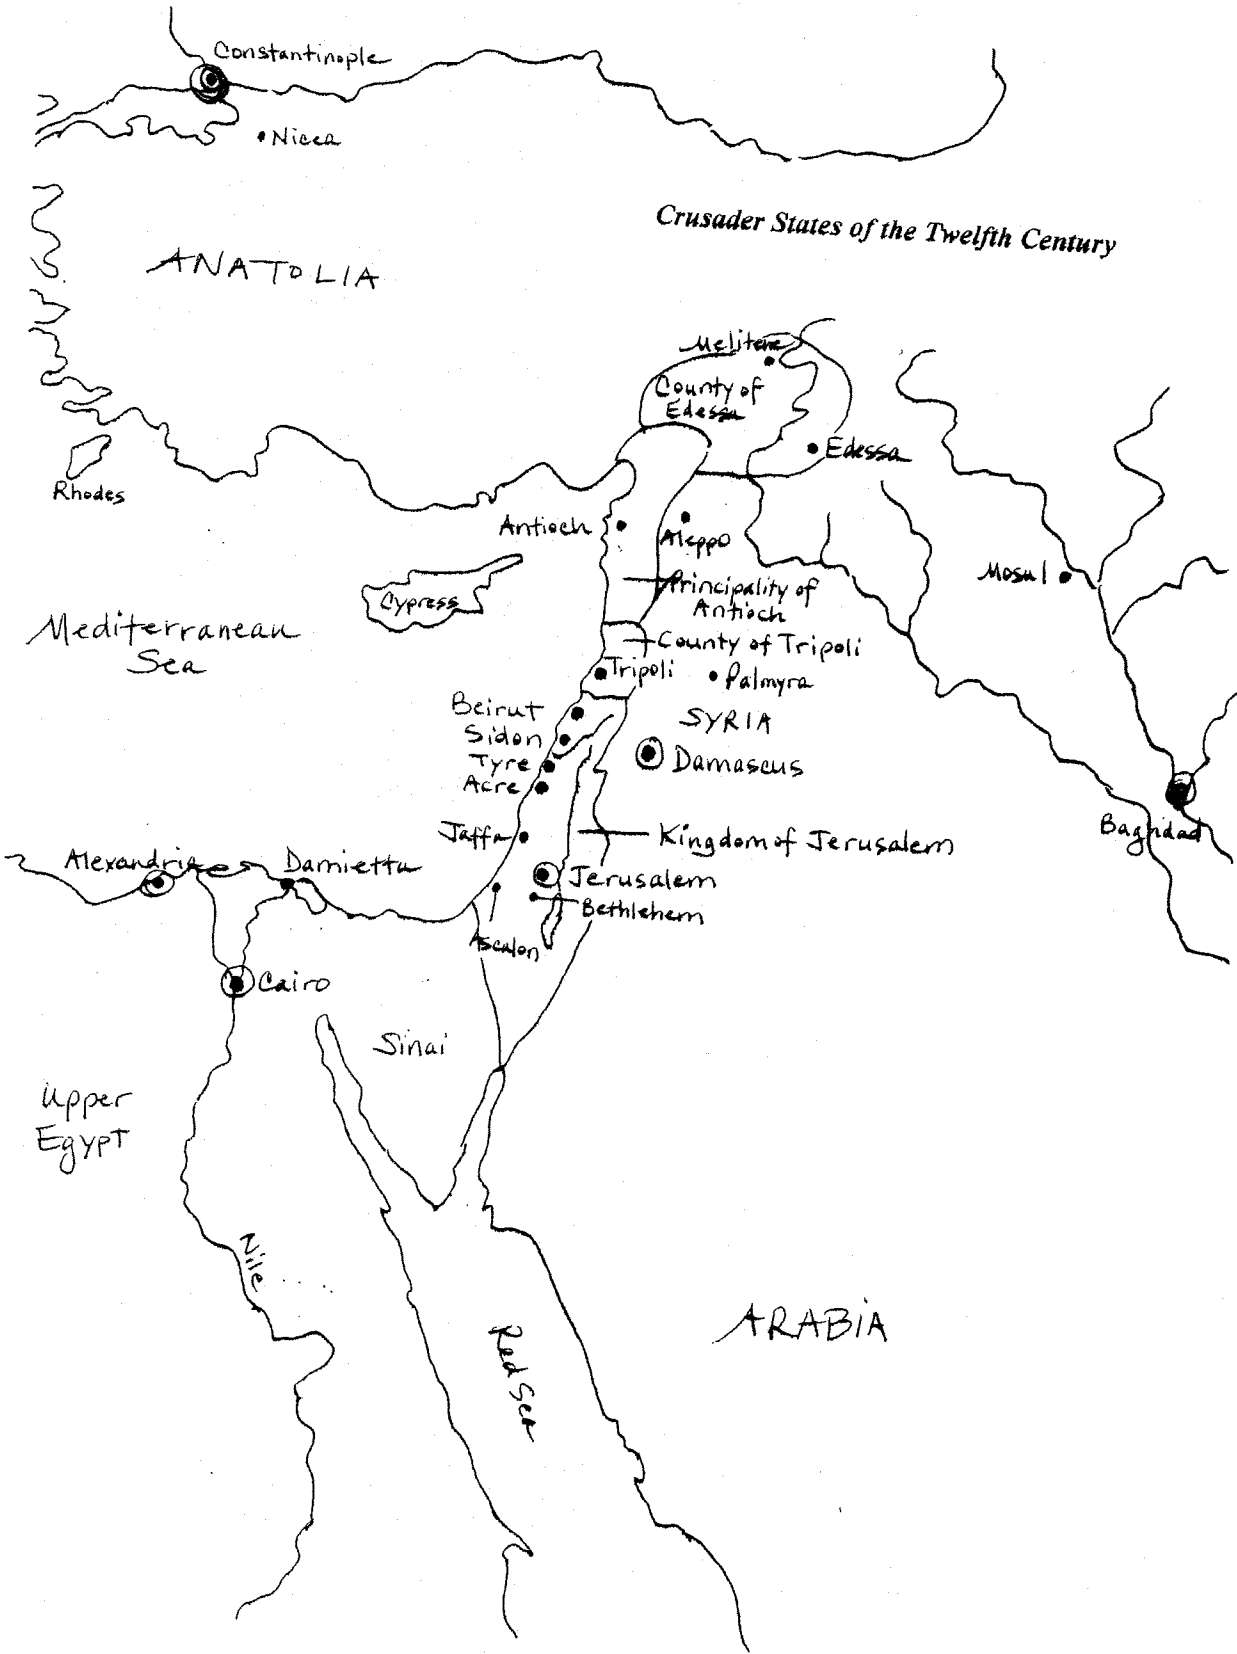 Constantinople
Nicea
Crusader States of the Twelfth Century
ANATOLIA
Melitene
County of
Edessa
Edessa
Rhodes
Antioch
Aleppo
Mosul
Principality of
Antioch
Cypress
Mediterranean
Sea
County of Tripoli
Tripoli
Palmyra
Beirut
SYRIA
Sidon
Damascus
Tyre
Acre
Jaffa
Kingdom of Jerusalem
Baghdad
Alexandria
Damietta
Jerusalem
Bethlehem
Ascalon
Cairo
Sinai
Upper
Egypt
Nile
ARABIA
Red Sea